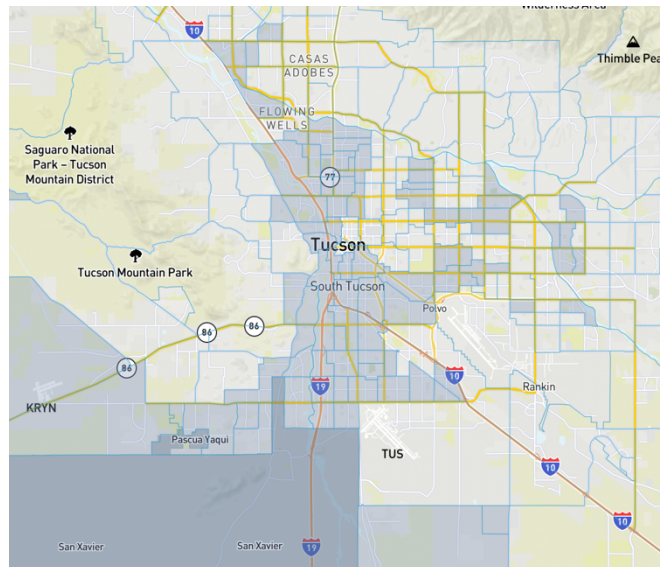 Wilderness Area
10
Thimble Pea
CASAS
ADOBES
FLOWING
WELLS
Saguaro National
Park – Tucson
Mountain District
77
Tucson
Tucson Mountain Park
South Tucson
Polvo
86
86
86
19
10
Rankin
KRYN
Pascua Yaqui
TUS
10
San Xavier
San Xavier
19
10